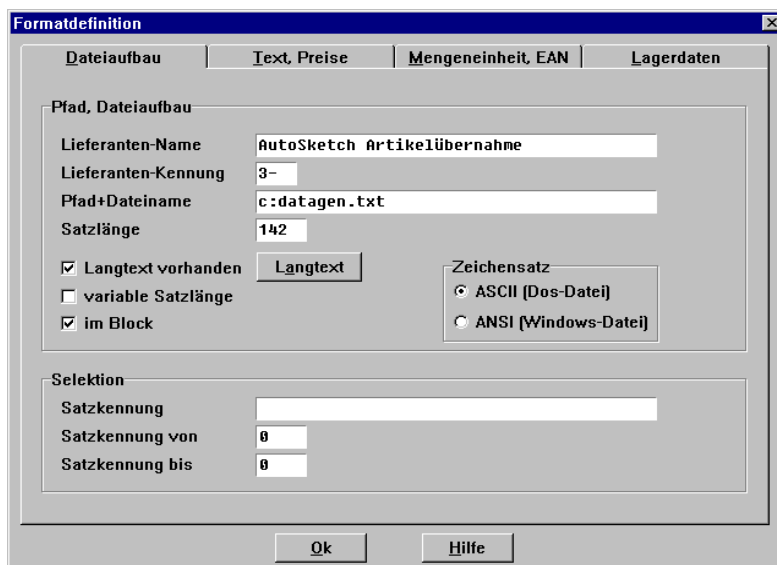 Formatdefinition
Dateiaufbau Text, Preise Mengeneinheit, EAN Lagerdaten
Pfad, Dateiaufbau
Lieferanten-Name AutoSketch Artikelübernahme
Lieferanten-Kennung 3-
Pfad+Dateiname c:datagen.txt
Satzlänge 142
Langtext vorhanden Langtext
variable Satzlänge
im Block
Zeichensatz
ASCII (Dos-Datei)
ANSI (Windows-Datei)
Selektion
Satzkennung
Satzkennung von 0
Satzkennung bis 0
Ok Hilfe